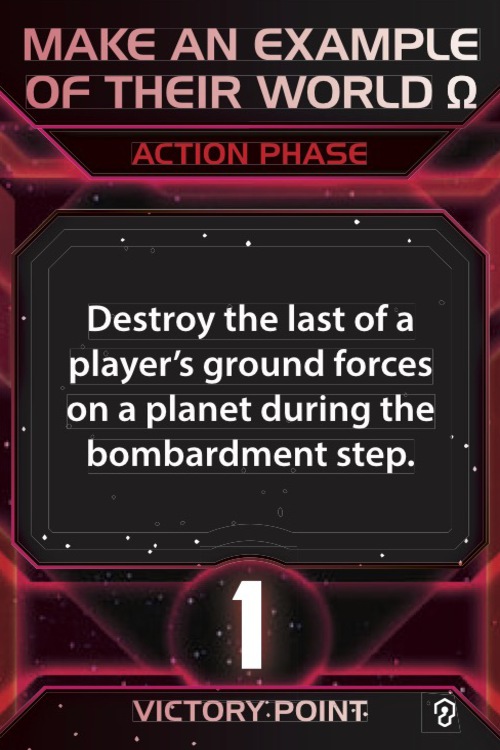 MAKE AN EXAMPLE
OF THEIR WORLD Ω
ACTION PHASE
Destroy the last of a
player’s ground forces
on a planet during the
bombardment step.
1
VICTORY POINT